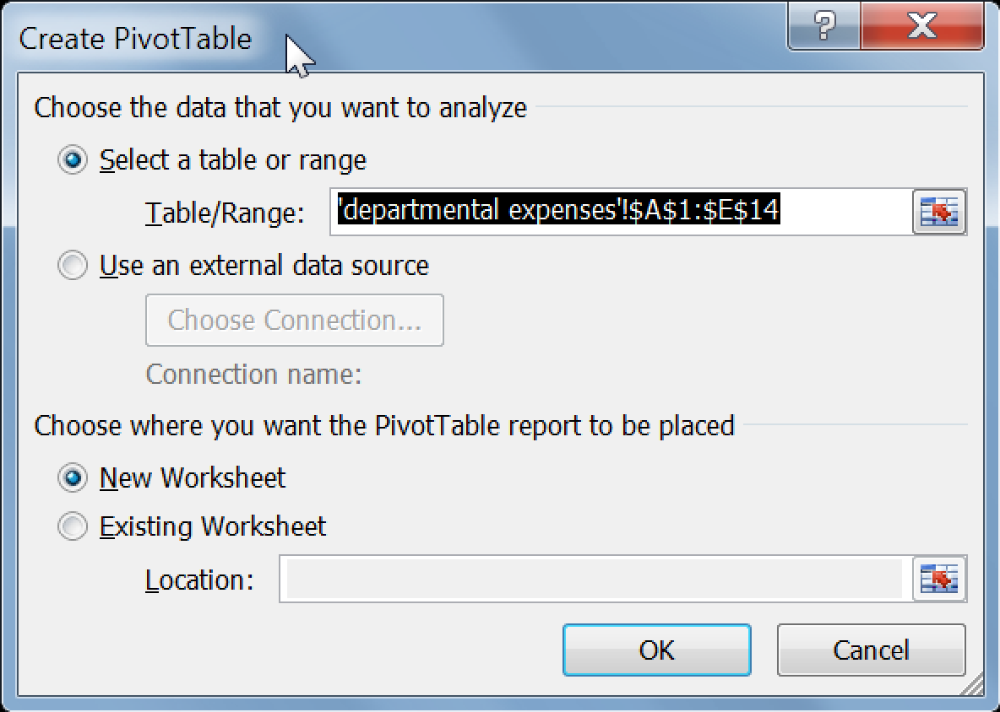 Create PivotTable
?
Choose the data that you want to analyze
Select a table or range
Table/Range: 'departmental expenses'!$A$1:$E$14
Use an external data source
Choose Connection...
Connection name:
Choose where you want the PivotTable report to be placed
New Worksheet
Existing Worksheet
Location:
OK Cancel